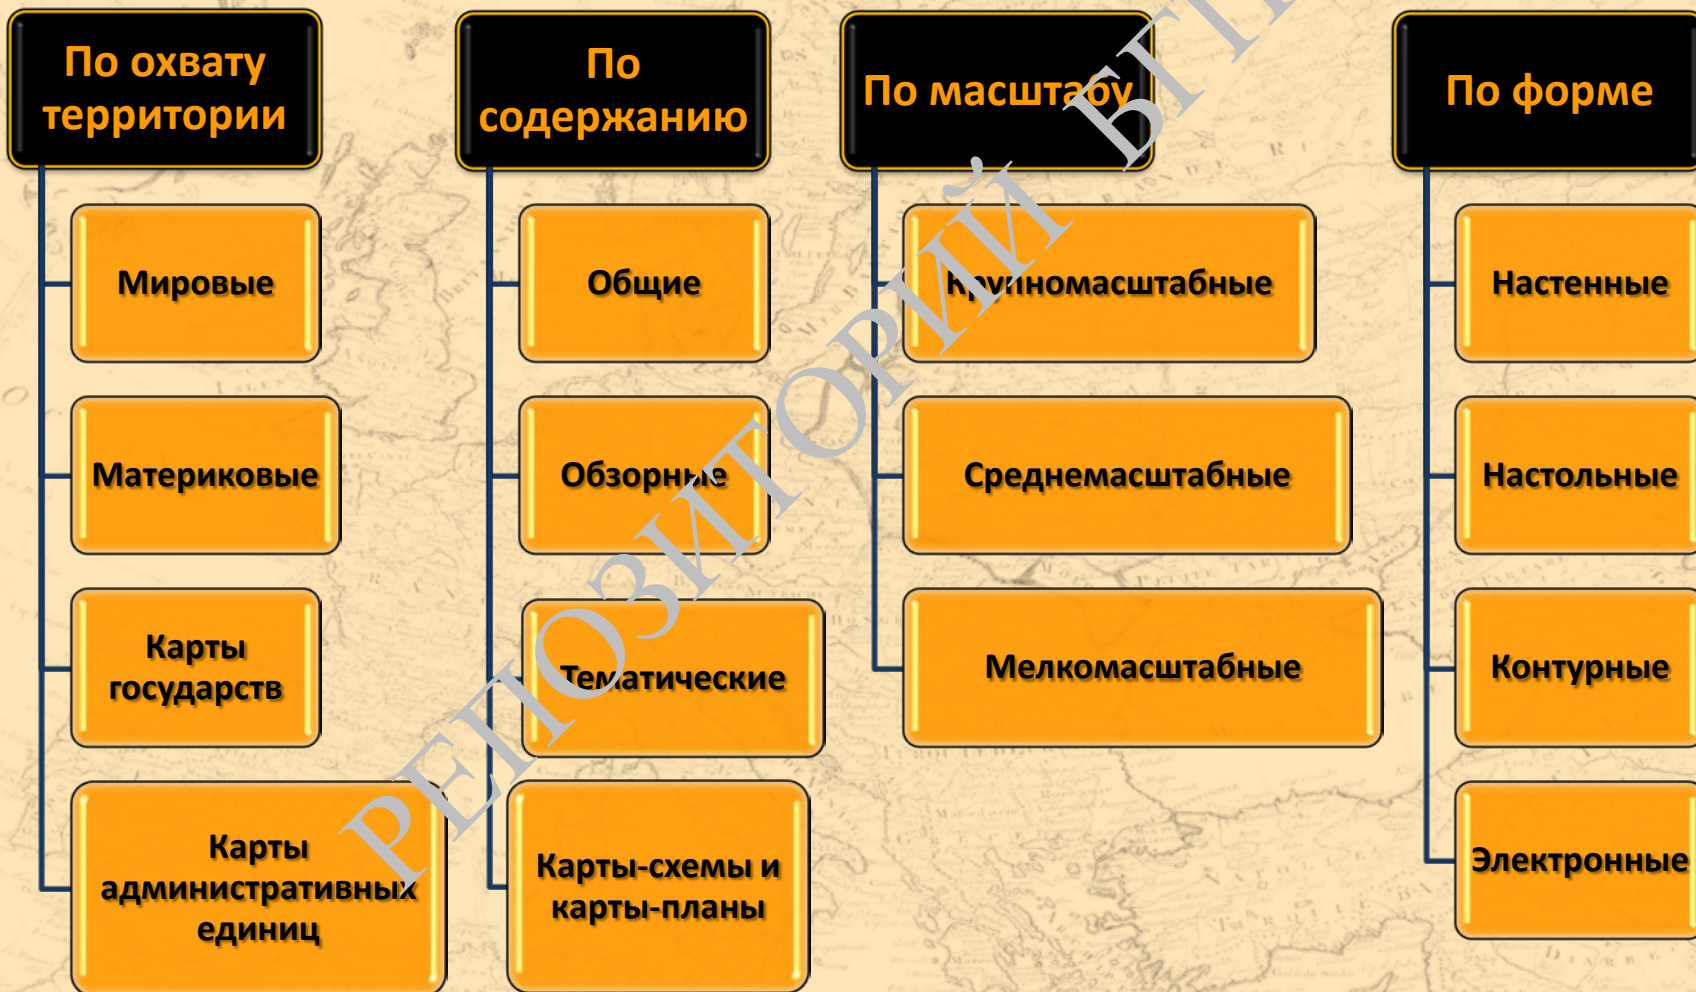 По охвату
территории
Мировые
Материковые
Карты
государств
Карты
административных
единиц
По
содержанию
Общие
Обзорные
Тематические
Карты-схемы и
карты-планы
По масштабу
Крупномасштабные
Среднемасштабные
Мелкомасштабные
По форме
Настенные
Настольные
Контурные
Электронные
РЕПОЗИТОРИЙ